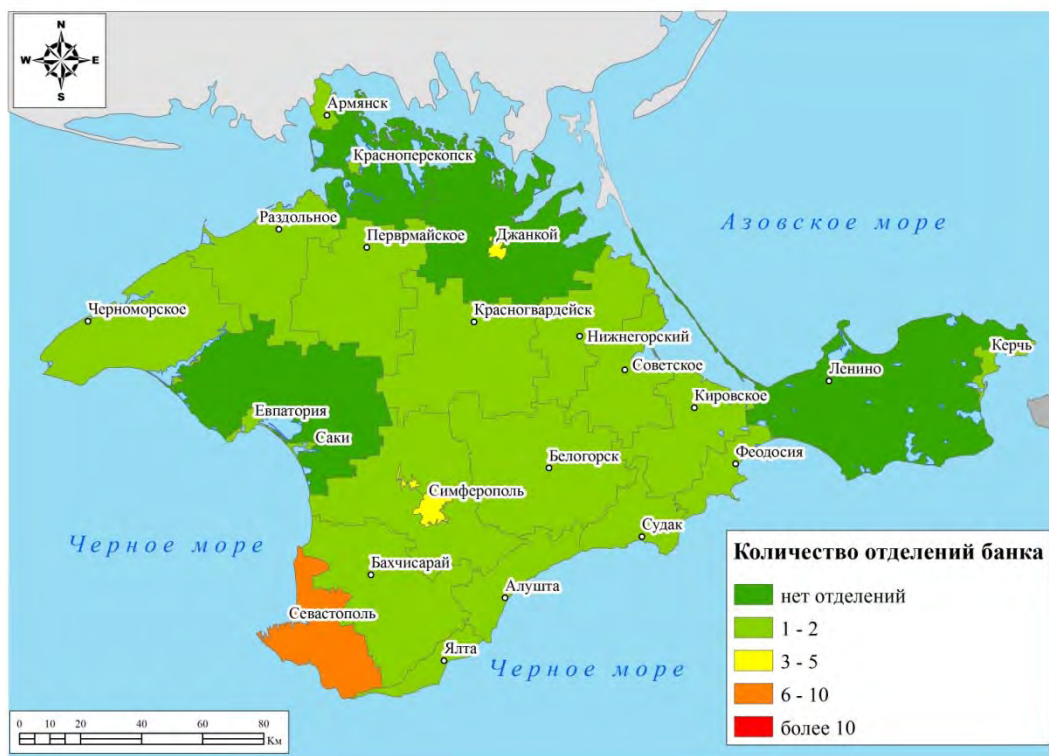 N
W E
S
Армянск
Красноперекопск
Раздольное
Перврмайское
Джанкой
Азовское море
Черноморское
Красногвардейск
Нижнегорский
Советское
Керчь
Ленино
Кировское
Евпатория
Саки
Белогорск
Феодосия
Симферополь
Судак
Черное море
Бахчисарай
Алушта
Севастополь
Ялта
Черное море
Количество отделений банка
нет отделений
1 - 2
3 - 5
6 - 10
более 10
0 10 20 40 60 80
Км